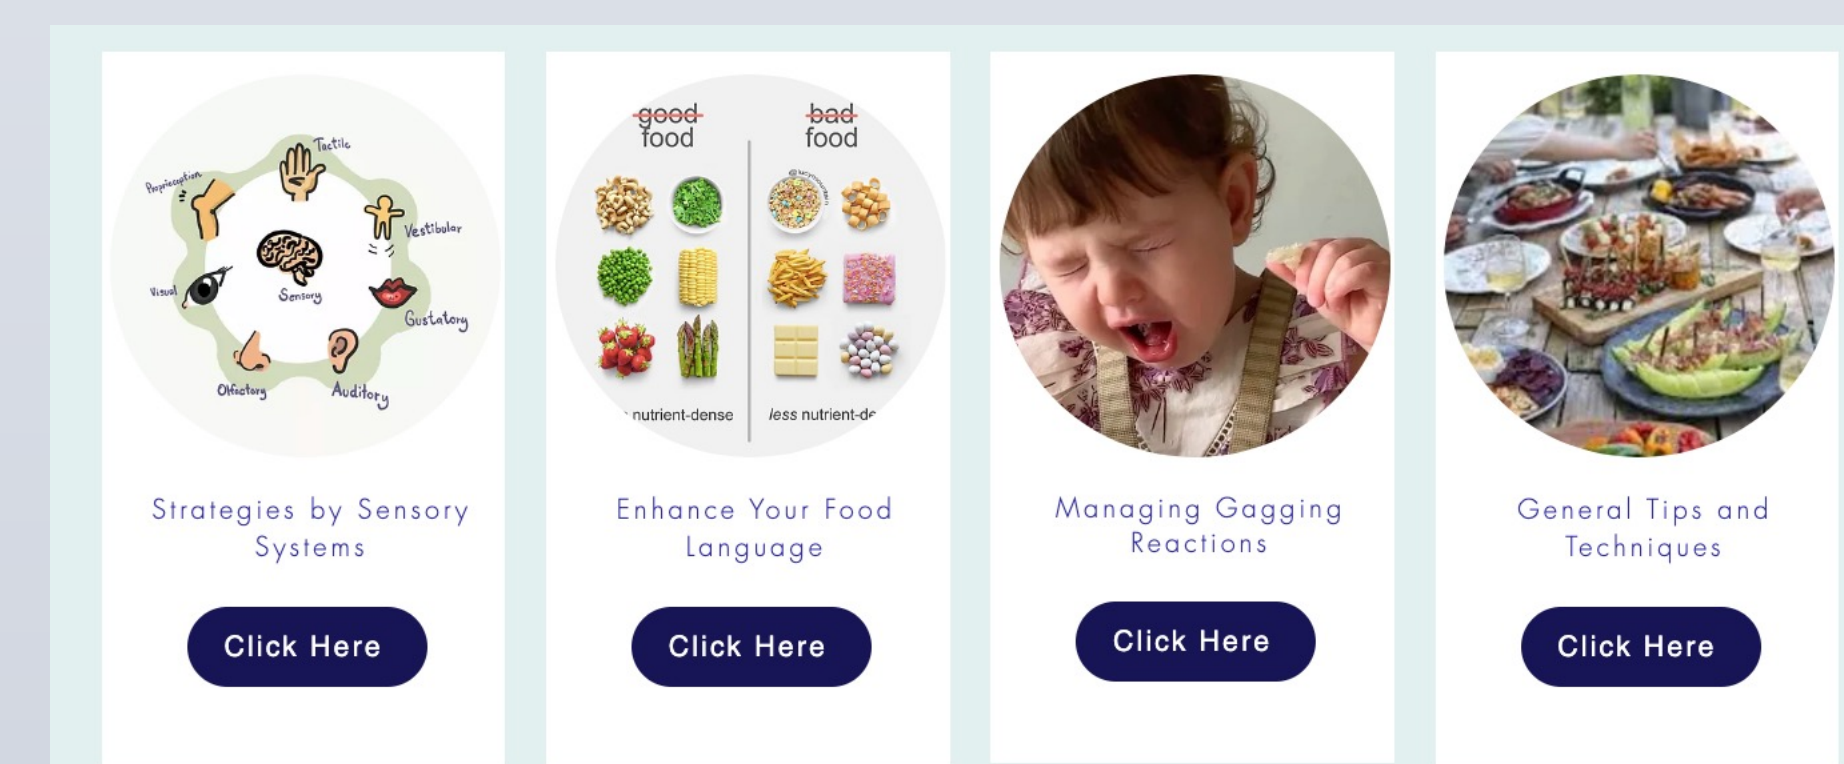 Tactile
Proprioception
Vestibular
Visual
Sensory
Gustatory
Olfactory
Auditory
Strategies by Sensory
Systems
Click Here
good
food
bad
food
nutrient-dense
less nutrient-de
Enhance Your Food
Language
Click Here
Managing Gagging
Reactions
Click Here
General Tips and
Techniques
Click Here